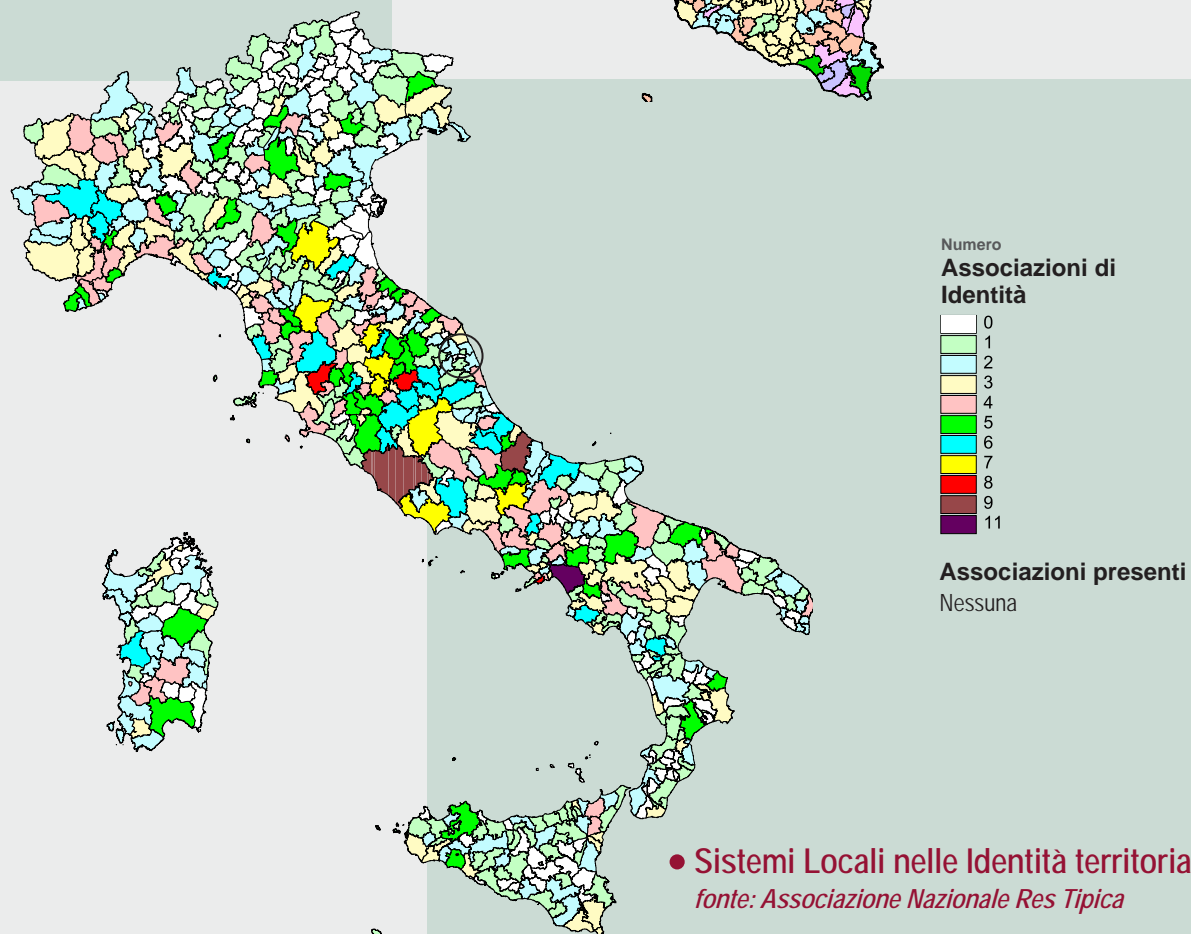 Numero
Associazioni di
Identità
0
1
2
3
4
5
6
7
8
9
11
Associazioni presenti
Nessuna
• Sistemi Locali nelle Identità territoria
fonte: Associazione Nazionale Res Tipica